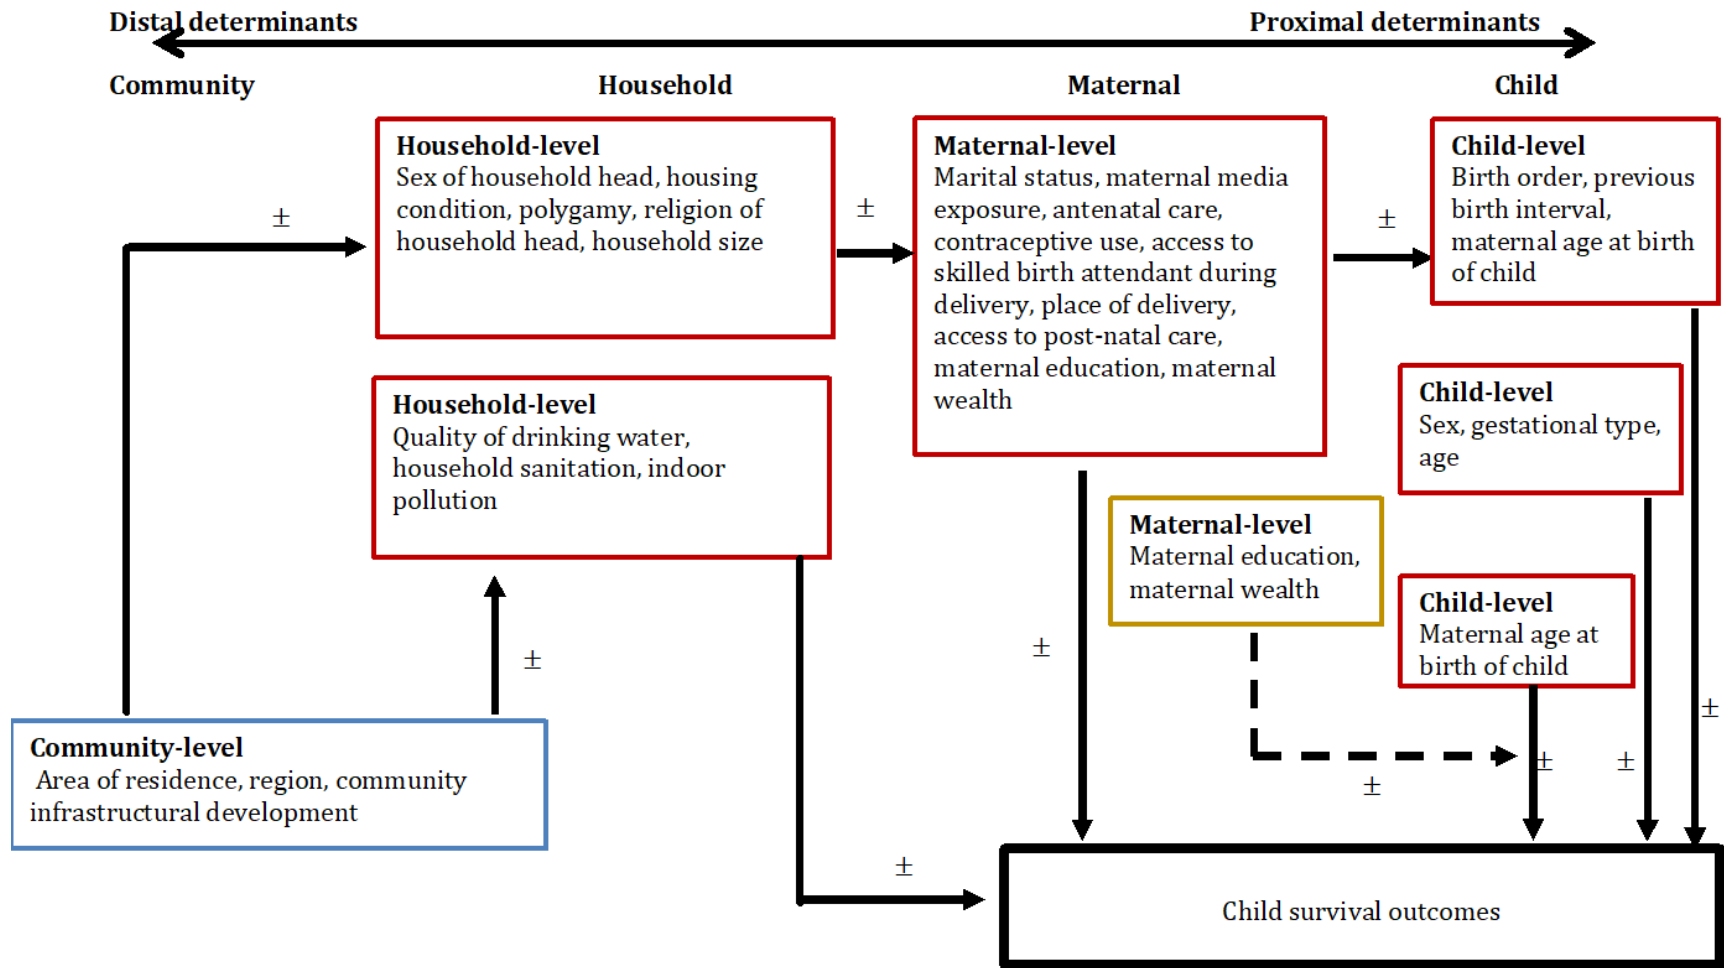 Distal determinants
Proximal determinants
Community
Household
Maternal
Child
Household-level
Sex of household head, housing
condition, polygamy, religion of
household head, household size
±
±
Maternal-level
Marital status, maternal media
exposure, antenatal care,
contraceptive use, access to
skilled birth attendant during
delivery, place of delivery,
access to post-natal care,
maternal education, maternal
wealth
±
Child-level
Birth order, previous
birth interval,
maternal age at birth
of child
Household-level
Quality of drinking water,
household sanitation, indoor
pollution
Child-level
Sex, gestational type,
age
Maternal-level
Maternal education,
maternal wealth
Child-level
Maternal age at
birth of child
±
±
±
±
±
±
Community-level
Area of residence, region, community
infrastructural development
±
Child survival outcomes